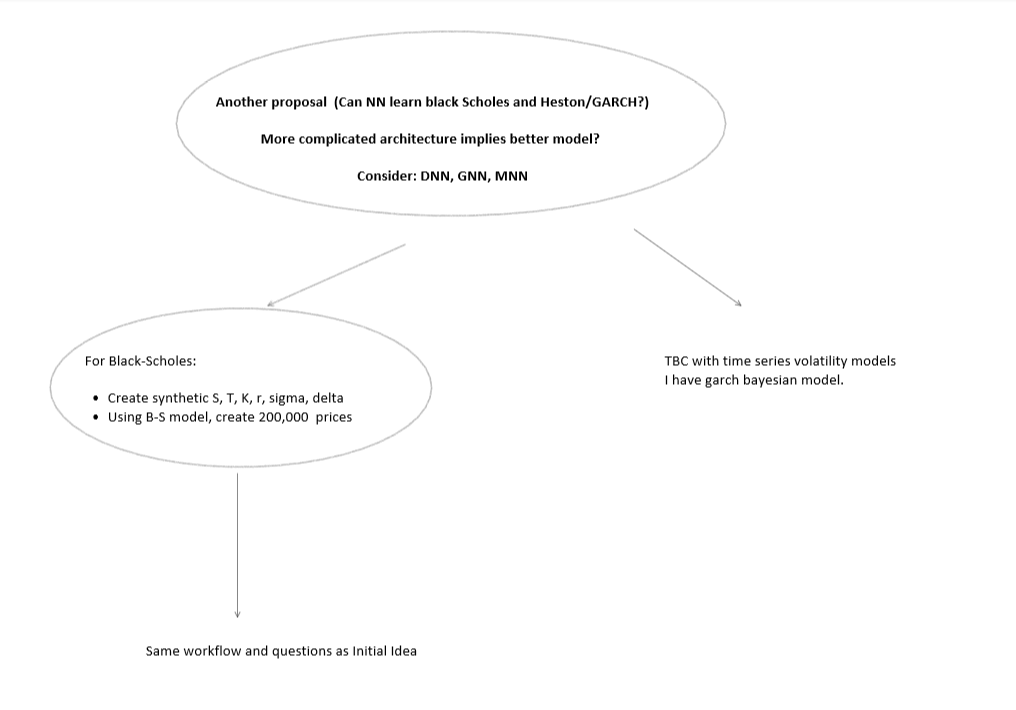 Another proposal  (Can NN learn black Scholes and Heston/GARCH?)
More complicated architecture implies better model?
Consider: DNN, GNN, MNN
For Black-Scholes:
• Create synthetic S, T, K, r, sigma, delta
• Using B-S model, create 200,000  prices
TBC with time series volatility models
I have garch bayesian model.
Same workflow and questions as Initial Idea